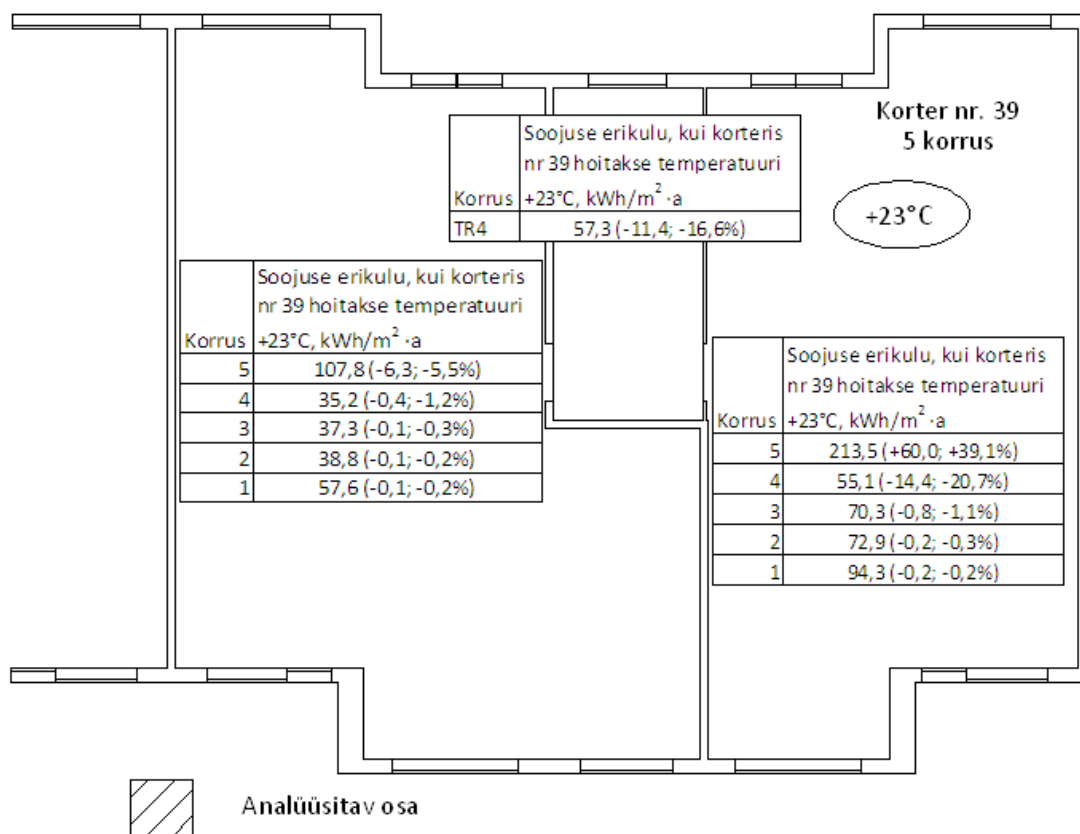 Korter nr. 39
5 korrus
+23°C
Soojuse erikulu, kui korteris
nr 39 hoitakse temperatuuri
Korrus +23°C, kWh/m² ·a
TR4 57,3 (-11,4; -16,6%)
Soojuse erikulu, kui korteris
nr 39 hoitakse temperatuuri
Korrus +23°C, kWh/m² ·a
5 107,8 (-6,3; -5,5%)
4 35,2 (-0,4; -1,2%)
3 37,3 (-0,1; -0,3%)
2 38,8 (-0,1; -0,2%)
1 57,6 (-0,1; -0,2%)
Soojuse erikulu, kui korteris
nr 39 hoitakse temperatuuri
Korrus +23°C, kWh/m² ·a
5 213,5 (+60,0; +39,1%)
4 55,1 (-14,4; -20,7%)
3 70,3 (-0,8; -1,1%)
2 72,9 (-0,2; -0,3%)
1 94,3 (-0,2; -0,2%)
Analüüsitav osa